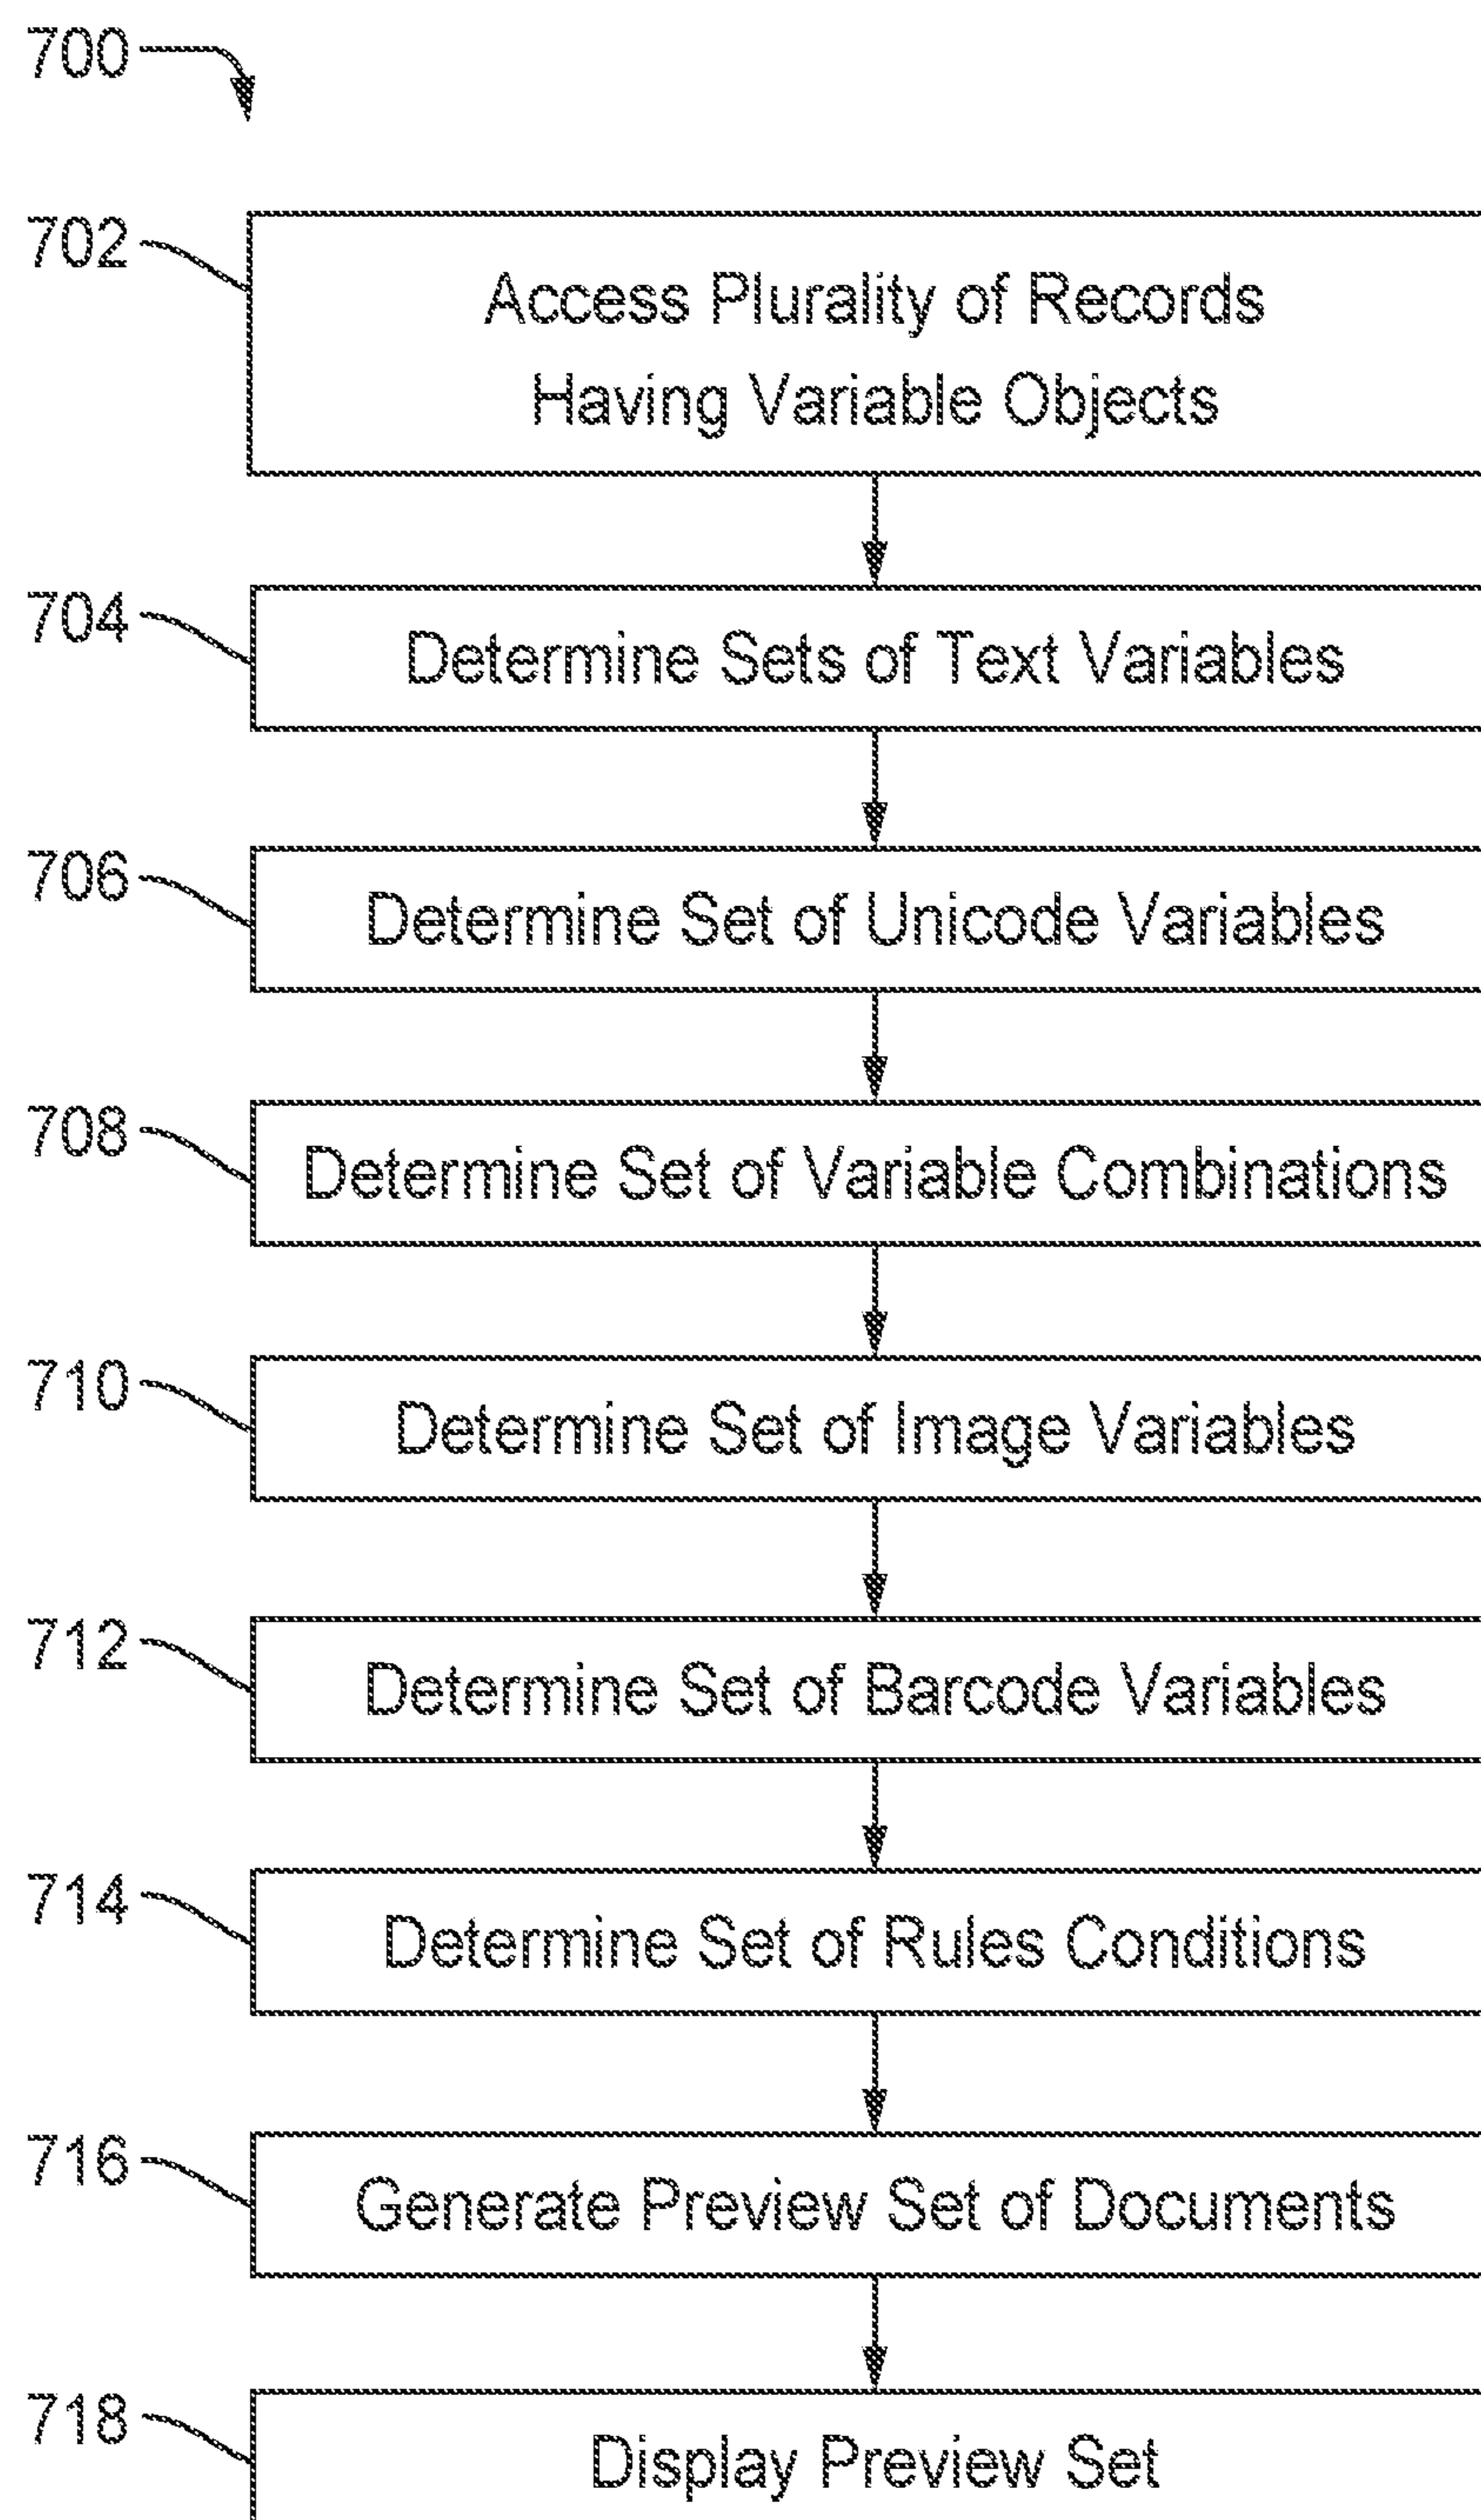 700
702
Access Plurality of Records
Having Variable Objects
704
Determine Sets of Text Variables
706
Determine Set of Unicode Variables
708
Determine Set of Variable Combinations
710
Determine Set of Image Variables
712
Determine Set of Barcode Variables
714
Determine Set of Rules Conditions
716
Generate Preview Set of Documents
718
Display Preview Set